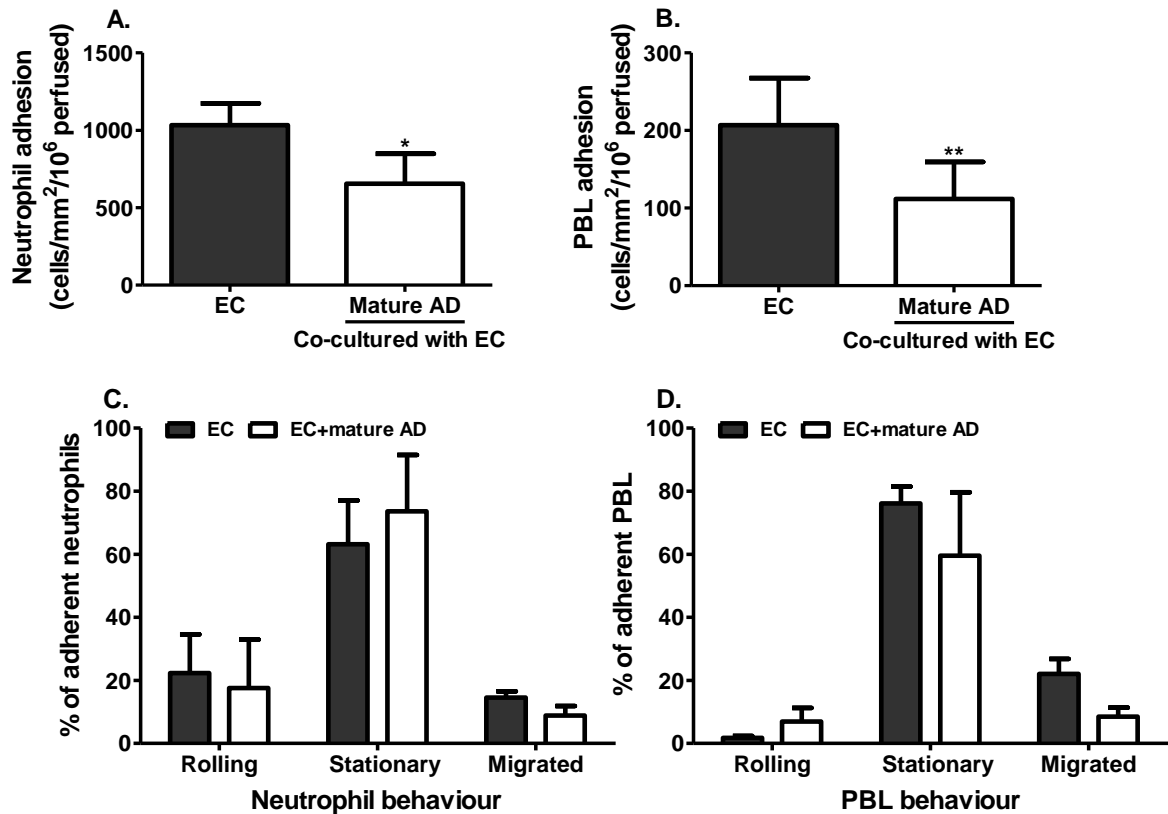 A.
Neutrophil adhesion
(cells/mm²/10⁶ perfused)
1500
1000
500
0
*
EC
Mature AD
Co-cultured with EC
B.
PBL adhesion
(cells/mm²/10⁶ perfused)
300
200
100
0
**
EC
Mature AD
Co-cultured with EC
C.
EC
EC+mature AD
% of adherent neutrophils
100
80
60
40
20
0
Rolling Stationary Migrated
Neutrophil behaviour
D.
EC
EC+mature AD
% of adherent PBL
100
80
60
40
20
0
Rolling Stationary Migrated
PBL behaviour